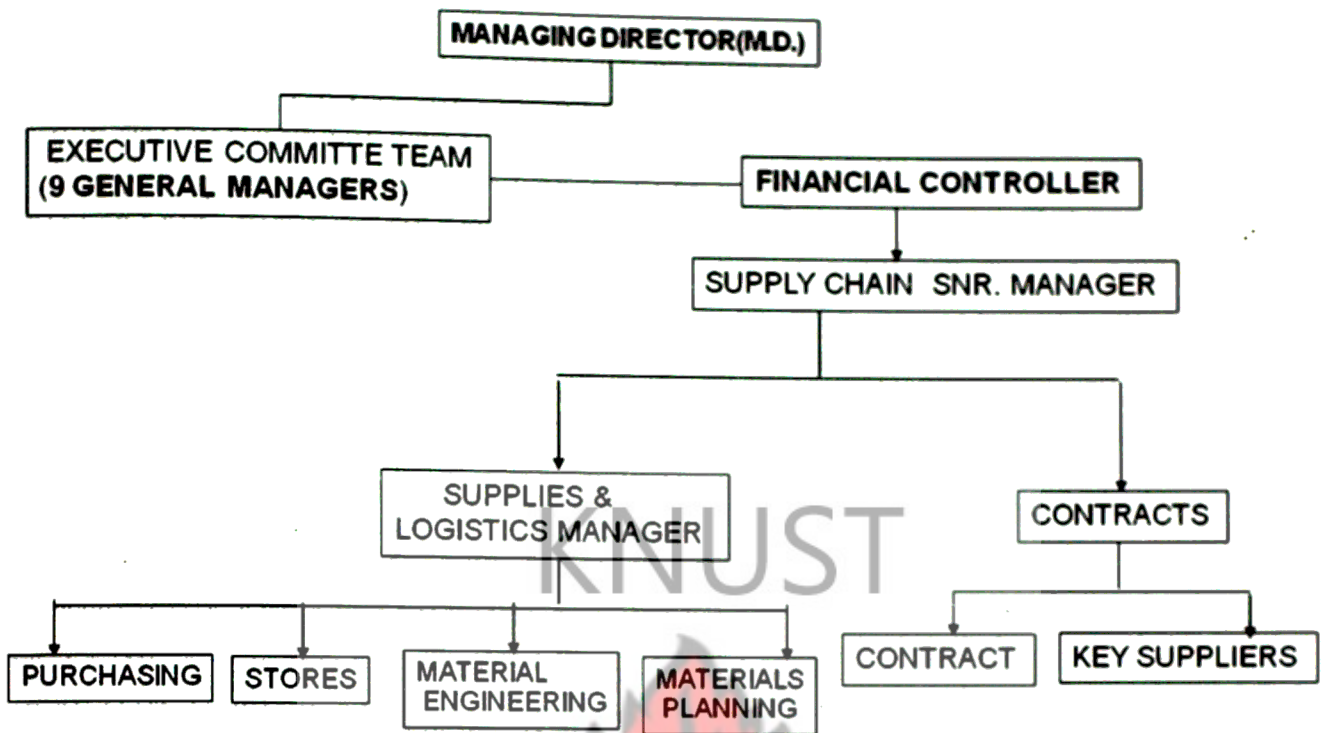 MANAGING DIRECTOR(M.D.)
EXECUTIVE COMMITTE TEAM
(9 GENERAL MANAGERS)
FINANCIAL CONTROLLER
SUPPLY CHAIN SNR. MANAGER
SUPPLIES &
LOGISTICS MANAGER
CONTRACTS
KNUST
PURCHASING
STORES
MATERIAL
ENGINEERING
MATERIALS
PLANNING
CONTRACT
KEY SUPPLIERS